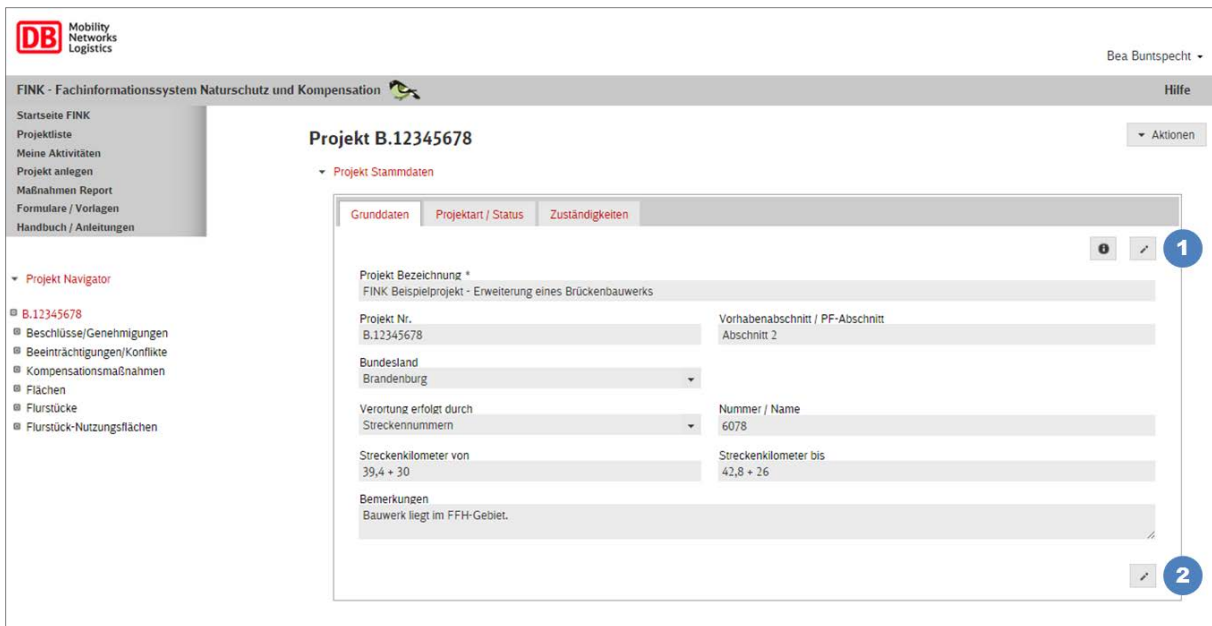 DB
Mobility
Networks
Logistics
Bea Buntspecht
FINK - Fachinformationssystem Naturschutz und Kompensation
Hilfe
Startseite FINK
Projektliste
Meine Aktivitäten
Projekt anlegen
Maßnahmen Report
Formulare / Vorlagen
Handbuch / Anleitungen
Projekt Navigator
B.12345678
Beschlüsse/Genehmigungen
Beeinträchtigungen/Konflikte
Kompensationsmaßnahmen
Flächen
Flurstücke
Flurstück-Nutzungsflächen
Projekt B.12345678
Aktionen
Projekt Stammdaten
Grunddaten Projektart / Status Zuständigkeiten
1
Projekt Bezeichnung *
FINK Beispielprojekt - Erweiterung eines Brückenbauwerks
Projekt Nr. Vorhabenabschnitt / PF-Abschnitt
B.12345678 Abschnitt 2
Bundesland
Brandenburg
Verortung erfolgt durch Nummer / Name
Streckennummern 6078
Streckenkilometer von Streckenkilometer bis
39,4 + 30 42,8 + 26
Bemerkungen
Bauwerk liegt im FFH-Gebiet.
2